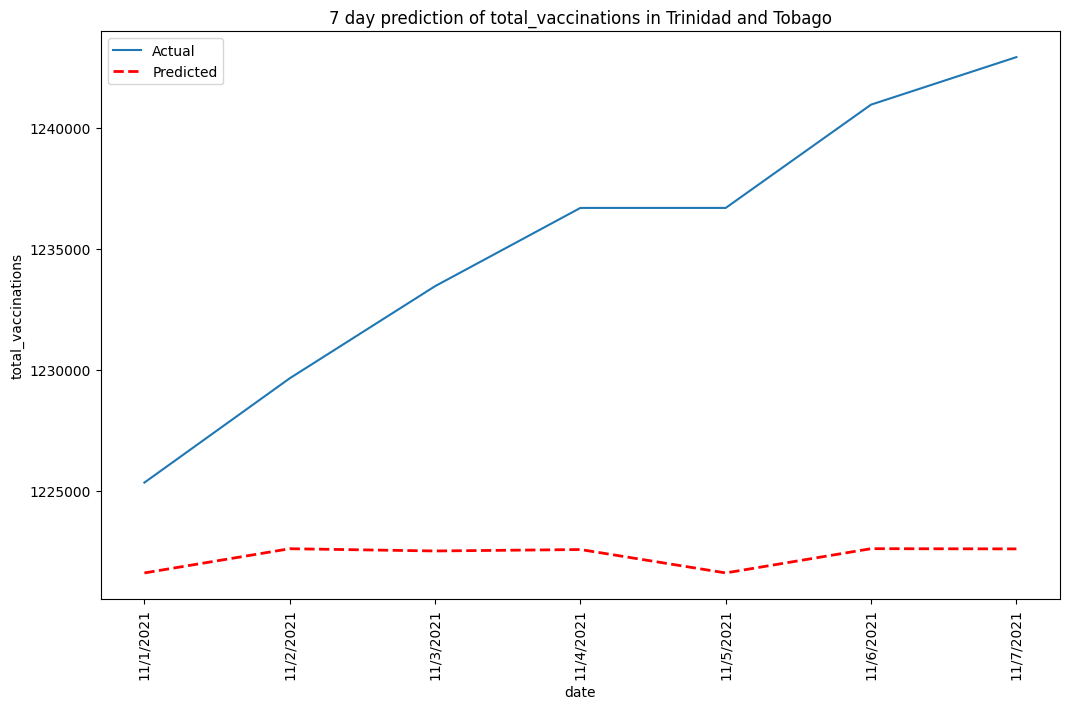 7 day prediction of total_vaccinations in Trinidad and Tobago
Actual
Predicted
total_vaccinations
1240000
1235000
1230000
1225000
11/1/2021
11/2/2021
11/3/2021
11/4/2021
11/5/2021
11/6/2021
11/7/2021
date